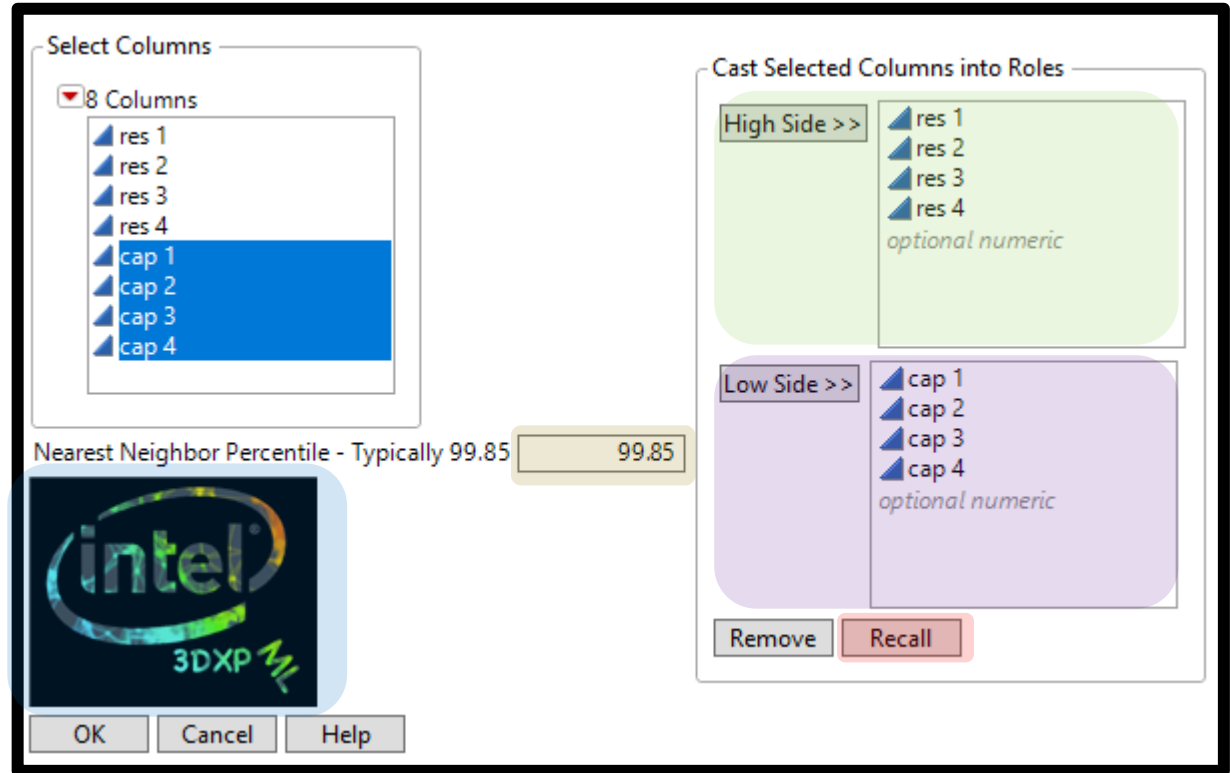 Select Columns
8 Columns
res 1
res 2
res 3
res 4
cap 1
cap 2
cap 3
cap 4
Nearest Neighbor Percentile - Typically 99.85
99.85
intel
3DXP
OK
Cancel
Help
Cast Selected Columns into Roles
High Side >>
res 1
res 2
res 3
res 4
optional numeric
Low Side >>
cap 1
cap 2
cap 3
cap 4
optional numeric
Remove
Recall